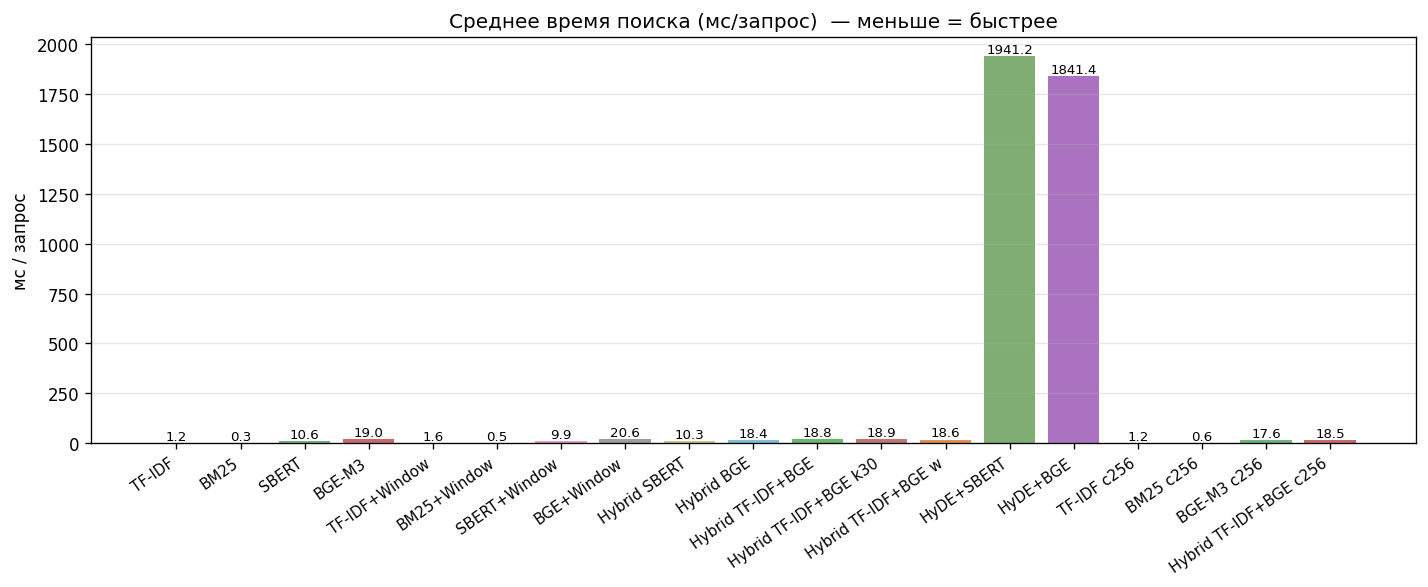 Среднее время поиска (мс/запрос)  — меньше = быстрее
мс / запрос
2000
1750
1500
1250
1000
750
500
250
0
1.2
0.3
10.6
19.0
1.6
0.5
9.9
20.6
10.3
18.4
18.8
18.9
18.6
1941.2
1841.4
1.2
0.6
17.6
18.5
TF-IDF
BM25
SBERT
BGE-M3
TF-IDF+Window
BM25+Window
SBERT+Window
BGE+Window
Hybrid SBERT
Hybrid BGE
Hybrid TF-IDF+BGE
Hybrid TF-IDF+BGE k30
Hybrid TF-IDF+BGE w
HyDE+SBERT
HyDE+BGE
TF-IDF c256
BM25 c256
BGE-M3 c256
Hybrid TF-IDF+BGE c256